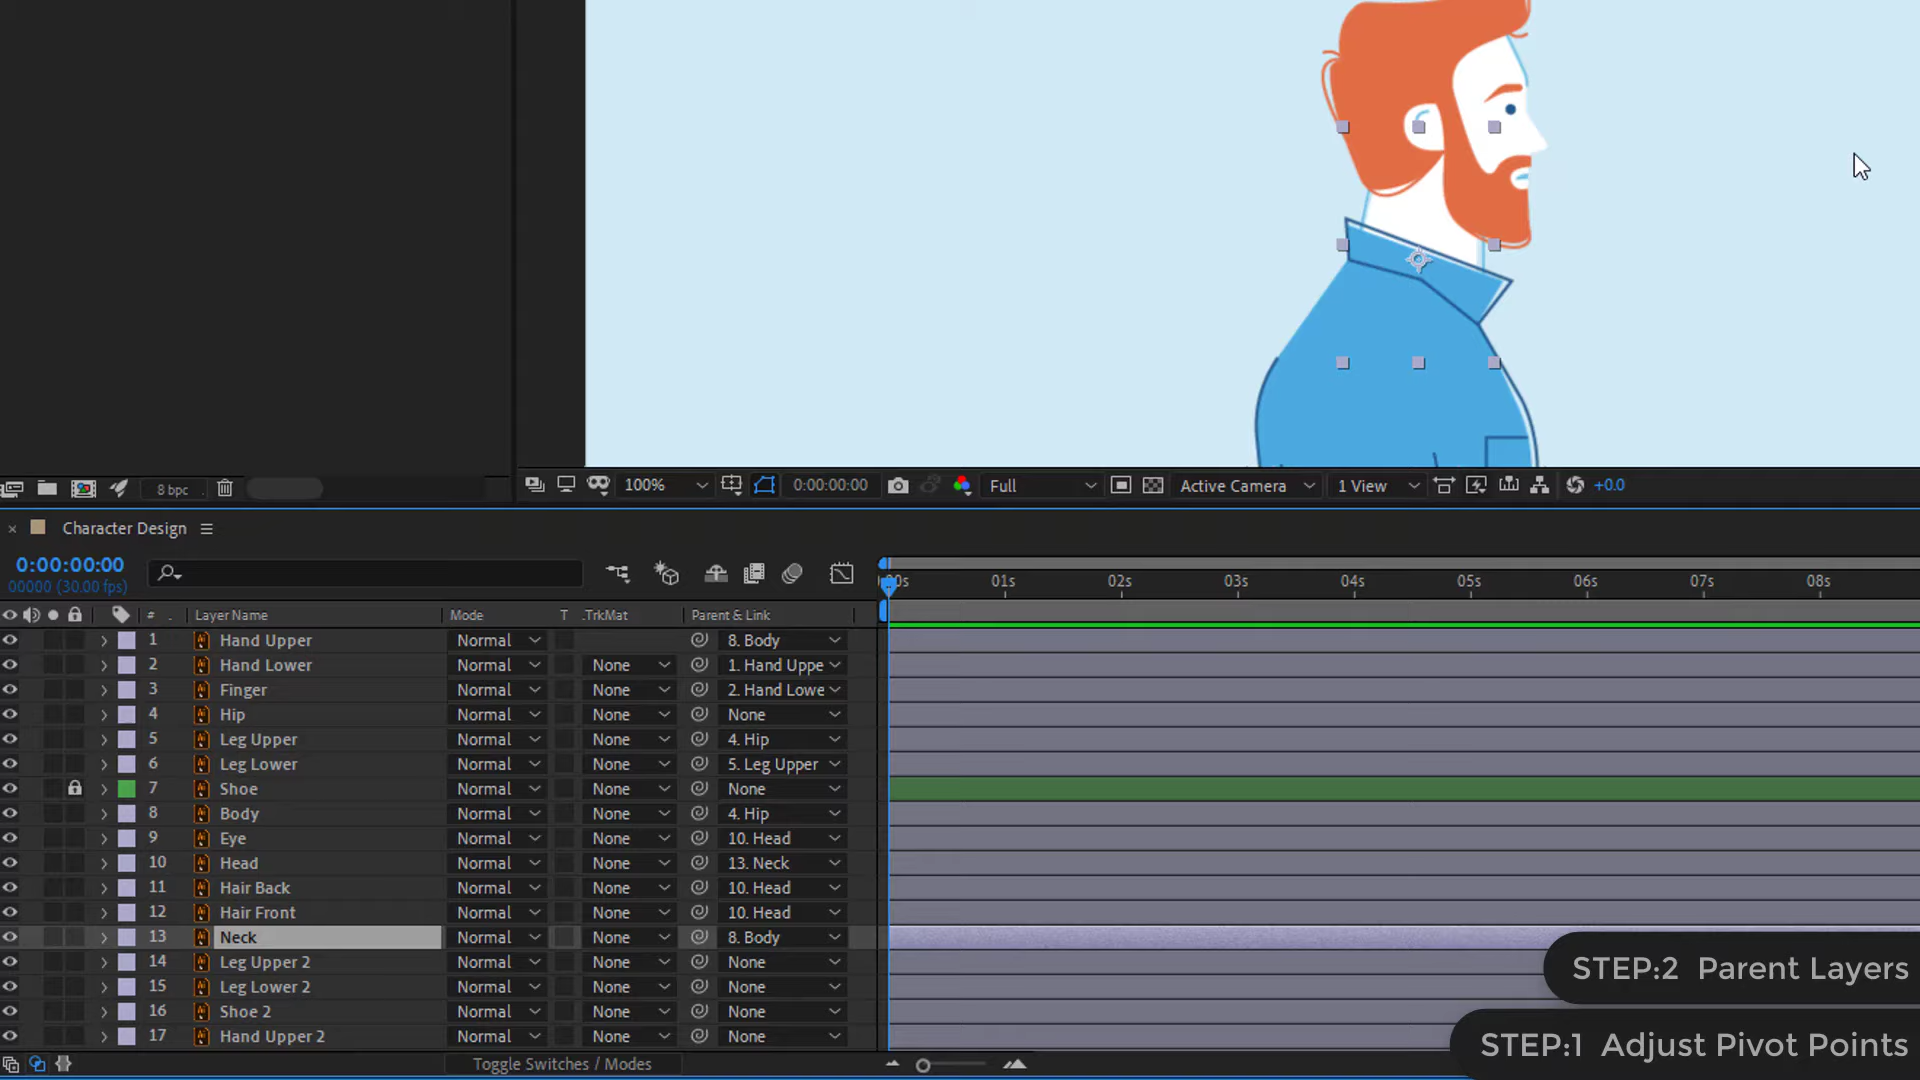 8 bpc
100%
0:00:00:00
Full
Active Camera
1 View
+0.0
× Character Design
0:00:00:00
00000 (30.00 fps)
:00s 01s 02s 03s 04s 05s 06s 07s 08s
# Layer Name Mode T .TrkMat Parent & Link
1 Hand Upper Normal 8. Body
2 Hand Lower Normal None 1. Hand Uppe
3 Finger Normal None 2. Hand Lowe
4 Hip Normal None None
5 Leg Upper Normal None 4. Hip
6 Leg Lower Normal None 5. Leg Upper
7 Shoe Normal None None
8 Body Normal None 4. Hip
9 Eye Normal None 10. Head
10 Head Normal None 13. Neck
11 Hair Back Normal None 10. Head
12 Hair Front Normal None 10. Head
13 Neck Normal None 8. Body
14 Leg Upper 2 Normal None None
15 Leg Lower 2 Normal None None
16 Shoe 2 Normal None None
17 Hand Upper 2 Normal None None
Toggle Switches / Modes
STEP:2 Parent Layers
STEP:1 Adjust Pivot Points